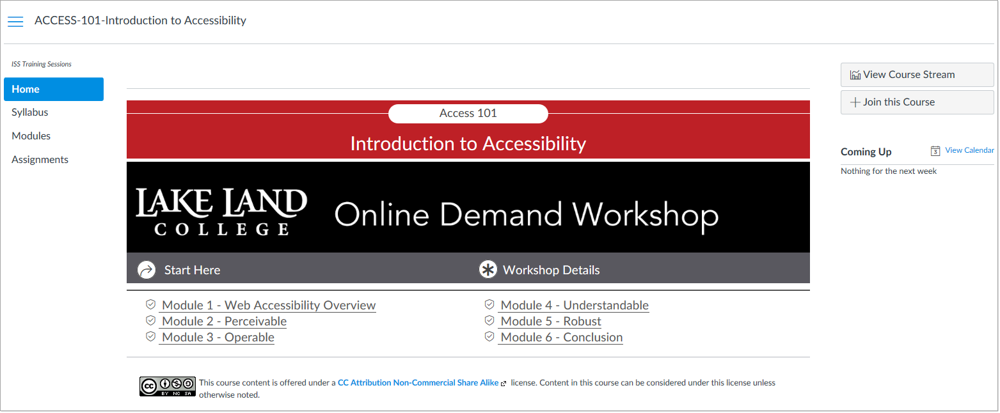 ACCESS-101-Introduction to Accessibility
ISS Training Sessions
Home
Syllabus
Modules
Assignments
Access 101
Introduction to Accessibility
LAKE LAND
COLLEGE
Online Demand Workshop
Start Here
Workshop Details
Module 1 - Web Accessibility Overview
Module 2 - Perceivable
Module 3 - Operable
Module 4 - Understandable
Module 5 - Robust
Module 6 - Conclusion
cc BY NC SA
This course content is offered under a CC Attribution Non-Commercial Share Alike license. Content in this course can be considered under this license unless
otherwise noted.
View Course Stream
Join this Course
Coming Up
3 View Calendar
Nothing for the next week